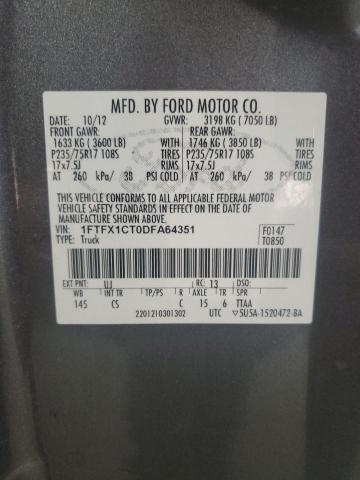 MFD. BY FORD MOTOR CO.
DATE: 10/12 GVWR: 3198 KG ( 7050 LB)
FRONT GAWR: REAR GAWR:
1633 KG ( 3600 LB) WITH 1746 KG ( 3850 LB) WITH
P235/75R17 108S TIRES P235/75R17 108S TIRES
17x7.5J RIMS 17x7.5J RIMS
AT 260 kPa/ 38 PSI COLD AT 260 kPa/ 38 PSI COLD
THIS VEHICLE CONFORMS TO ALL APPLICABLE FEDERAL MOTOR
VEHICLE SAFETY AND THEFT PREVENTION STANDARDS IN EFFECT ON THE DATE OF
MANUFACTURE SHOWN ABOVE.
VIN: 1FTFX1CT0DFA64351 F0147
TYPE: Truck T0850
EXT PNT: UJ RC: 13 DSO:
WB TP/PS R AXLE TR SPR
145 CS C 15 6 TTAA
2201210301302 UTC 5U5A-1520472-BA